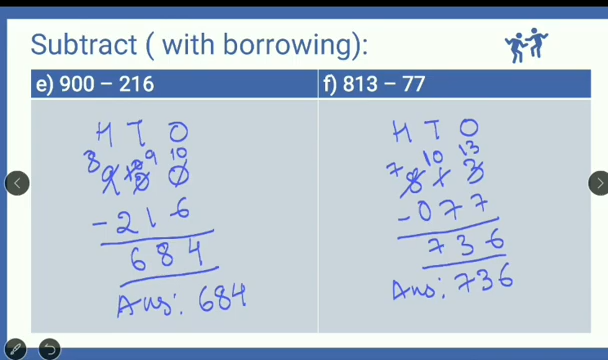 Subtract ( with borrowing):
e) 900 – 216
f) 813 – 77
H T O
8 9 10
9 10 0 0
- 2 1 6
6 8 4
Ans: 684
H T O
7 10 13
8 1 3
- 0 7 7
7 3 6
Ans: 736